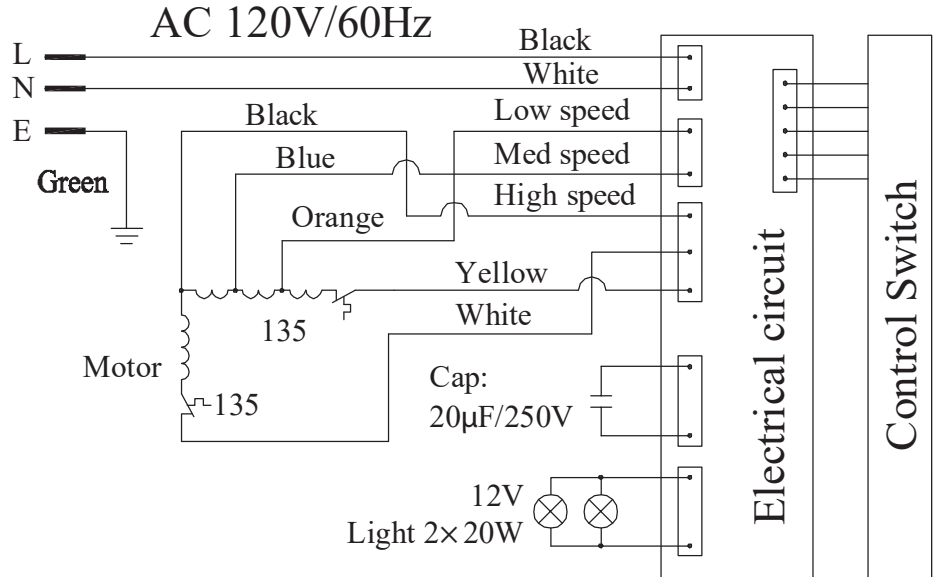 AC 120V/60Hz
L
N
E
Green
Black
White
Black
Low speed
Blue
Med speed
Orange
High speed
Yellow
135
White
Motor
135
Cap:
20μF/250V
12V
Light 2×20W
Electrical circuit
Control Switch